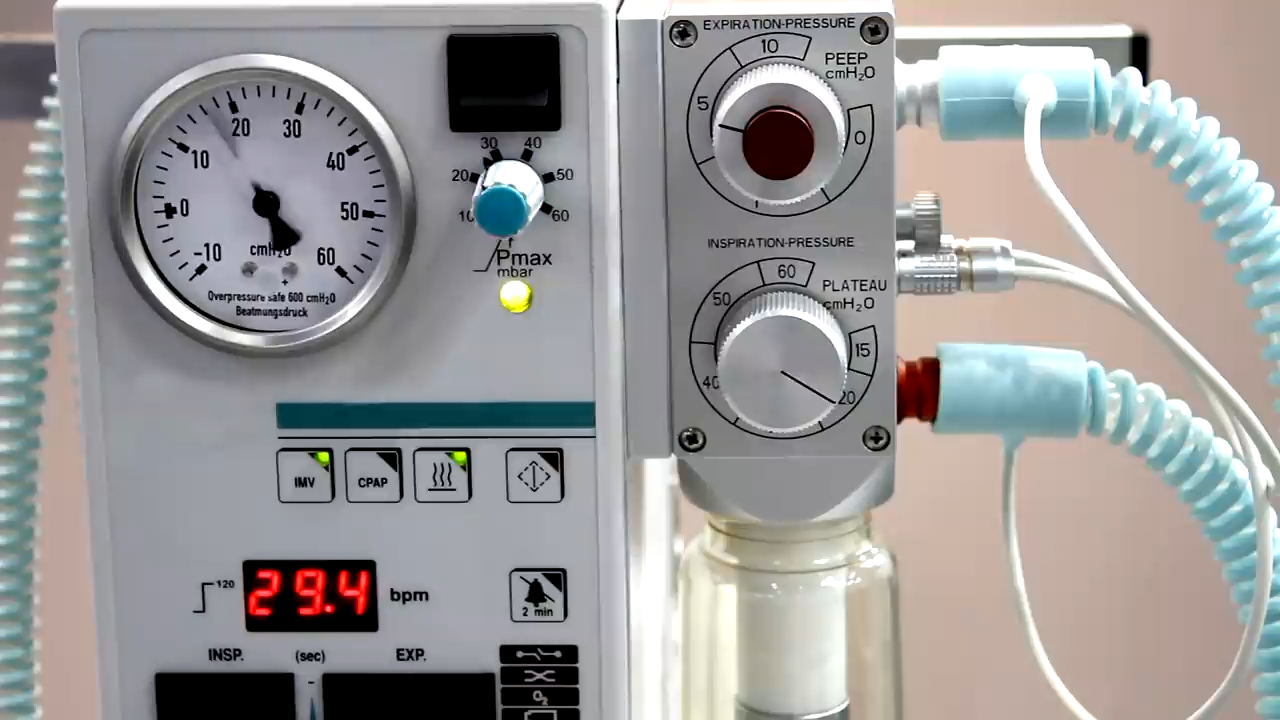 EXPIRATION-PRESSURE
10
PEEP
cmH₂O
5
0
20
30
10
40
0
50
-10
cmH₂O
60
- +
Overpressure safe 600 cmH₂O
Beatmungsdruck
30 40
20 50
10 60
Pmax
mbar
INSPIRATION-PRESSURE
60
PLATEAU
cmH₂O
50
15
40
20
IMV
CPAP
120
29.4
bpm
2 min
INSP. (sec) EXP.
-
O₂